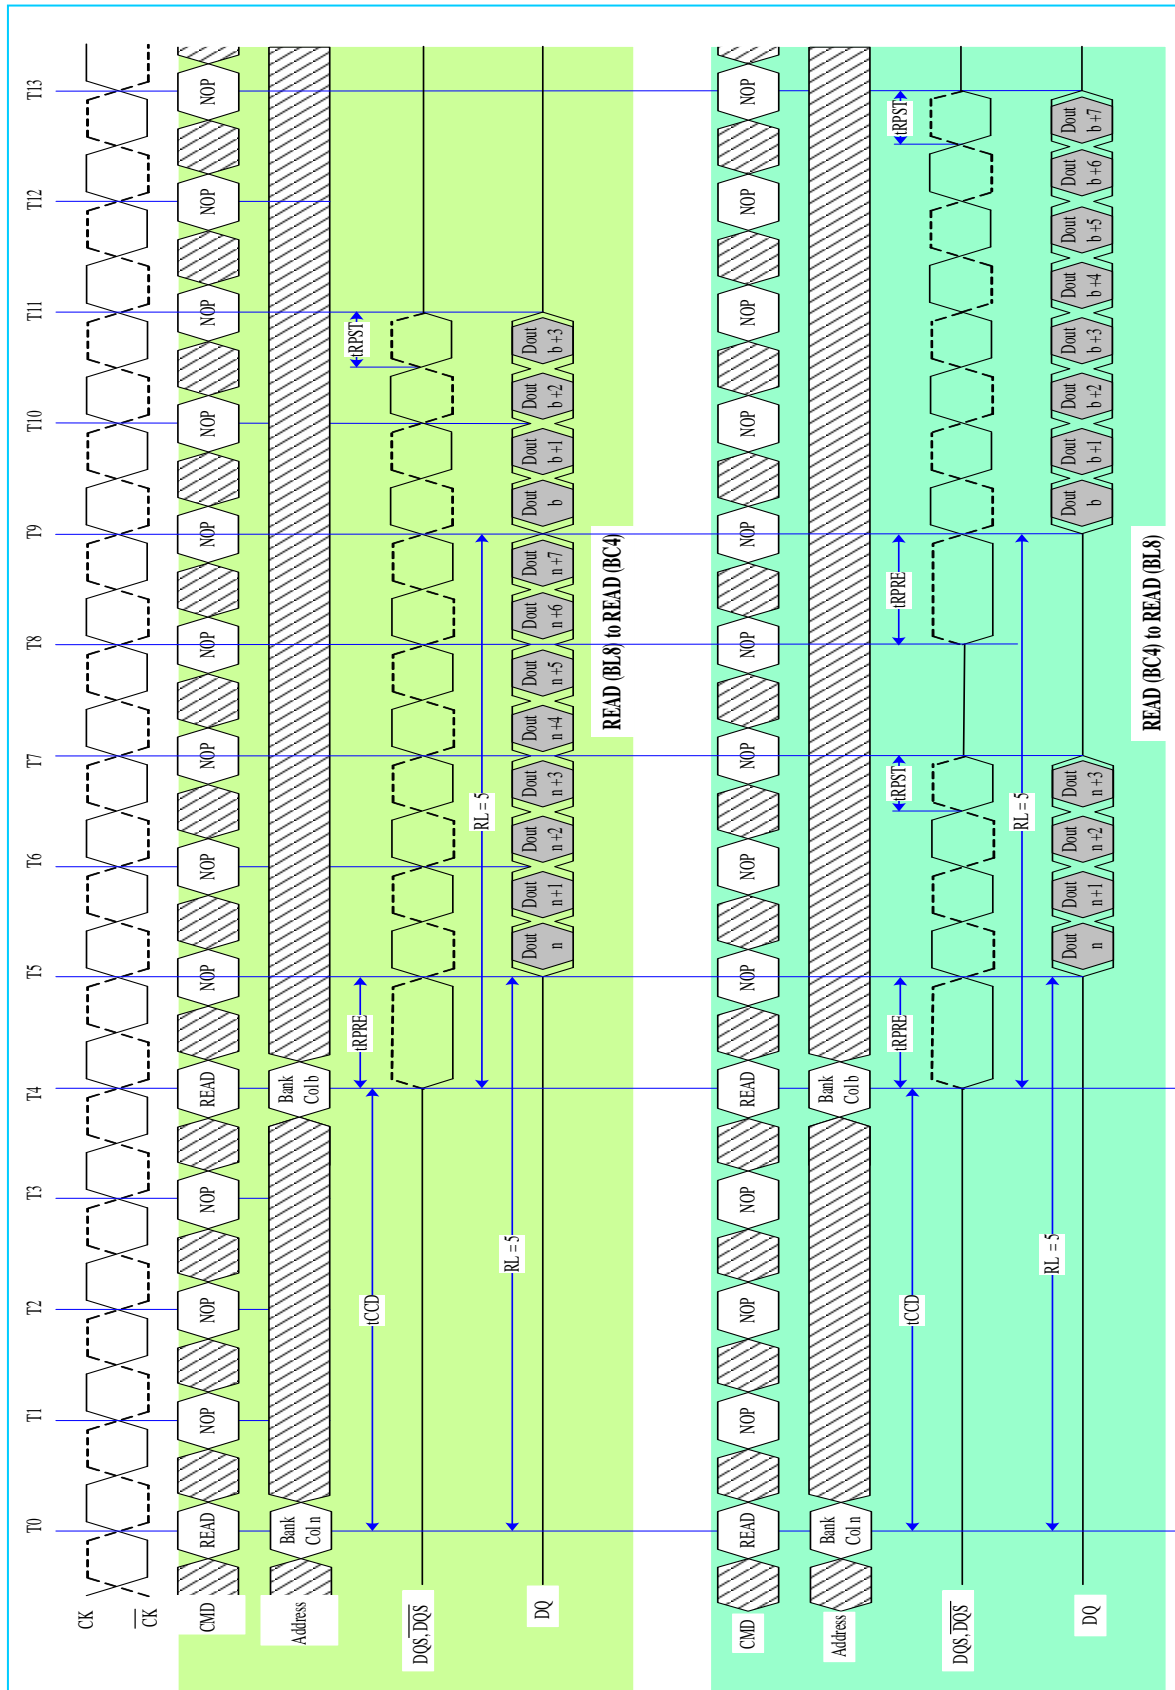 T0 T1 T2 T3 T4 T5 T6 T7 T8 T9 T10 T11 T12 T13
CK
CK
CMD READ NOP NOP NOP READ NOP NOP NOP NOP NOP NOP NOP NOP NOP
Address
Bank
Col n
Bank
Col b
tRPRE
tRPST
tCCD
DQS, DQS
RL = 5
RL = 5
DQ
Dout
n
Dout
n+1
Dout
n+2
Dout
n+3
Dout
n+4
Dout
n+5
Dout
n+6
Dout
n+7
Dout
b
Dout
b+1
Dout
b+2
Dout
b+3
READ (BL8) to READ (BC4)
CMD READ NOP NOP NOP READ NOP NOP NOP NOP NOP NOP NOP NOP NOP
Address
Bank
Col n
Bank
Col b
tCCD
tRPRE
tRPST
tRPRE
tRPST
DQS, DQS
RL = 5
RL = 5
DQ
Dout
n
Dout
n+1
Dout
n+2
Dout
n+3
Dout
b
Dout
b+1
Dout
b+2
Dout
b+3
Dout
b+4
Dout
b+5
Dout
b+6
Dout
b+7
READ (BC4) to READ (BL8)